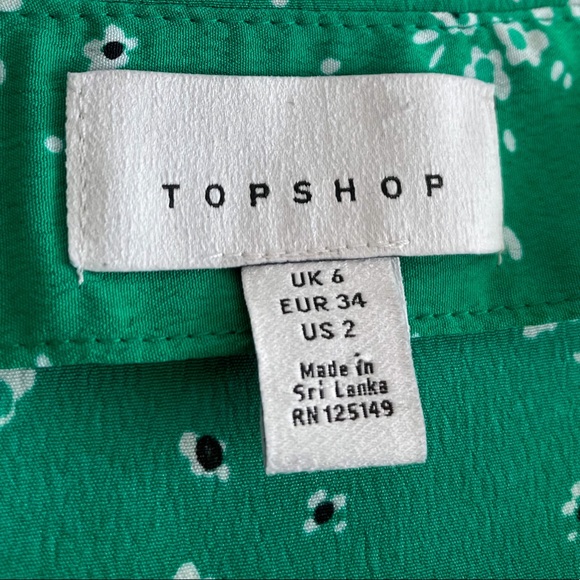 TOPSHOP
UK 6
EUR 34
US 2
Made in
Sri Lanka
RN 125149